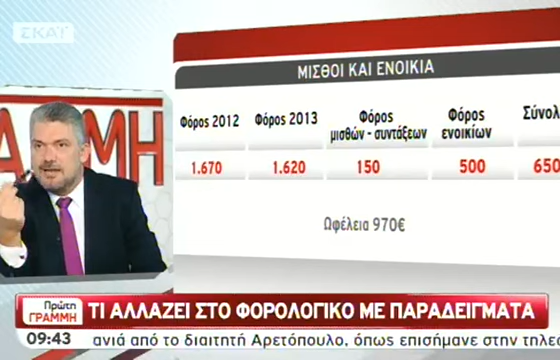 ΣΚΑΪ
ΜΙΣΘΟΙ ΚΑΙ ΕΝΟΙΚΙΑ
Φόρος 2012 Φόρος 2013 Φόρος μισθών - συντάξεων Φόρος ενοικίων Σύνολ
1.670 1.620 150 500 650
Ωφέλεια 970€
ΜΗ
Πρώτη
ΓΡΑΜΜΗ
ΤΙ ΑΛΛΑΖΕΙ ΣΤΟ ΦΟΡΟΛΟΓΙΚΟ ΜΕ ΠΑΡΑΔΕΙΓΜΑΤΑ
09:43
ανιά από το διαιτητή Αρετόπουλο, όπως επισήμανε στην τηλε